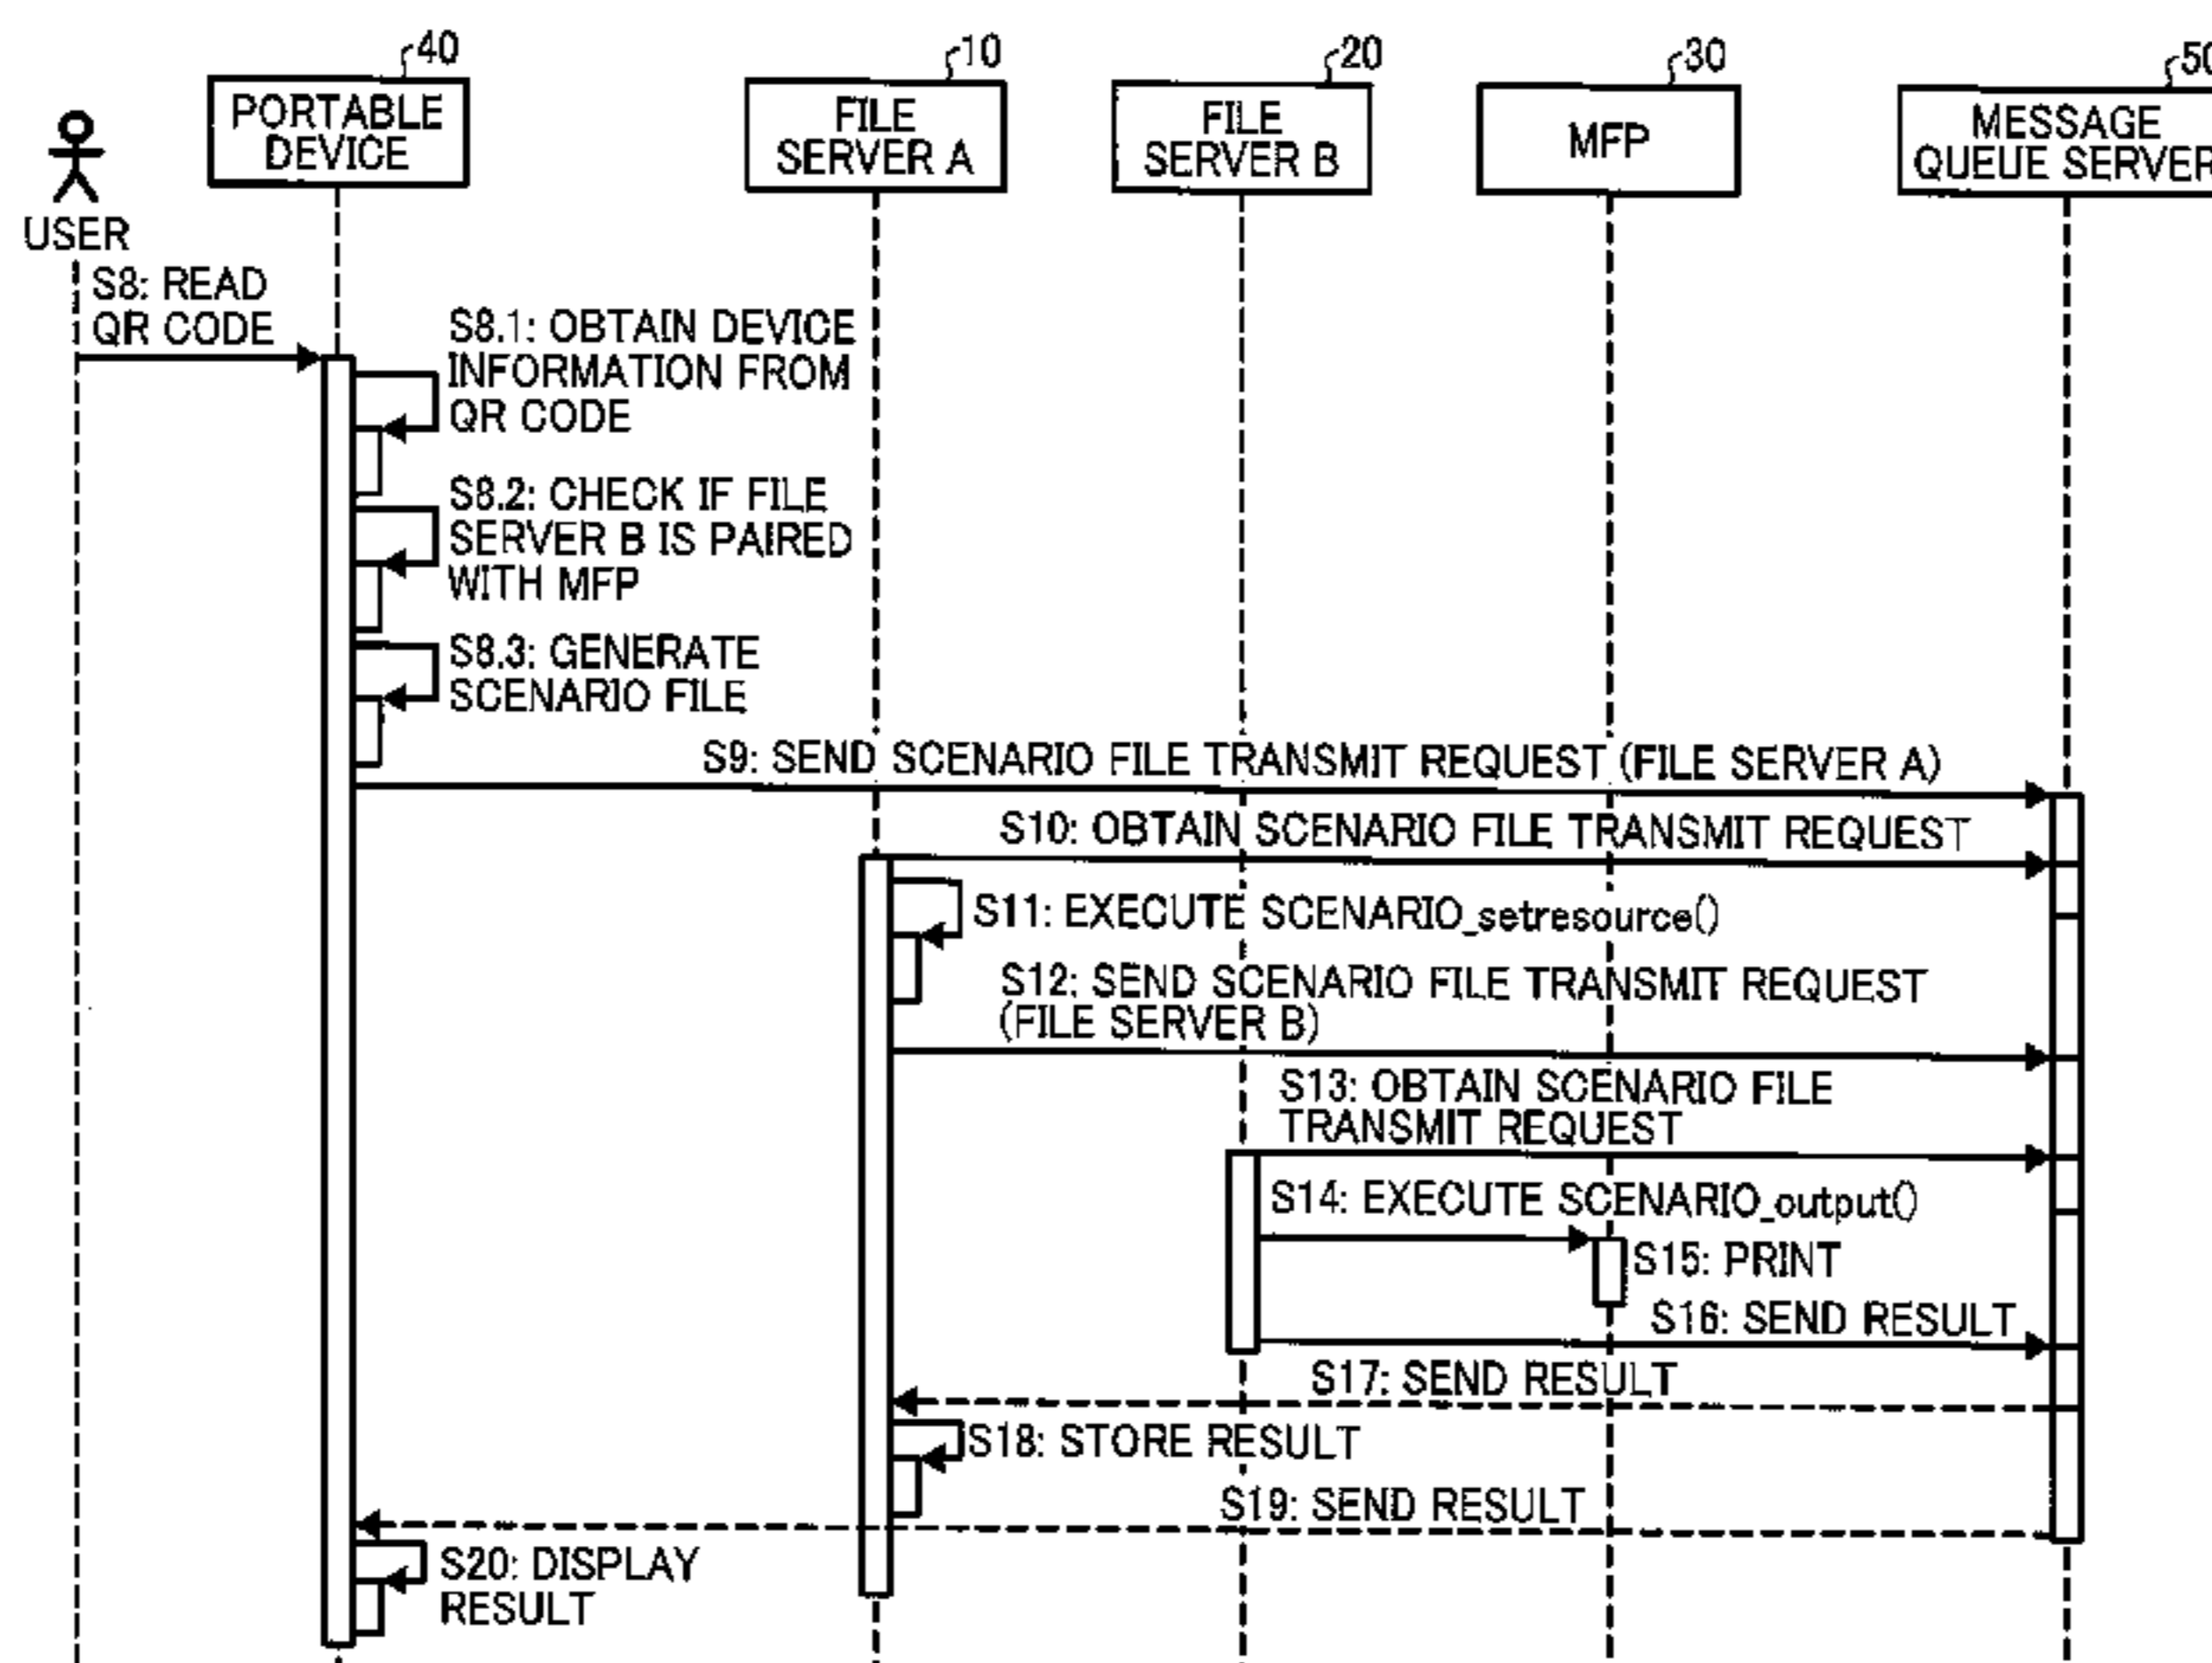 40
10
20
30
50
PORTABLE
DEVICE
FILE
SERVER A
FILE
SERVER B
MFP
MESSAGE
QUEUE SERVER
USER
S8: READ
QR CODE
S8.1: OBTAIN DEVICE
INFORMATION FROM
QR CODE
S8.2: CHECK IF FILE
SERVER B IS PAIRED
WITH MFP
S8.3: GENERATE
SCENARIO FILE
S9: SEND SCENARIO FILE TRANSMIT REQUEST (FILE SERVER A)
S10: OBTAIN SCENARIO FILE TRANSMIT REQUEST
S11: EXECUTE SCENARIO_setresource()
S12: SEND SCENARIO FILE TRANSMIT REQUEST
(FILE SERVER B)
S13: OBTAIN SCENARIO FILE
TRANSMIT REQUEST
S14: EXECUTE SCENARIO_output()
S15: PRINT
S16: SEND RESULT
S17: SEND RESULT
S18: STORE RESULT
S19: SEND RESULT
S20: DISPLAY
RESULT